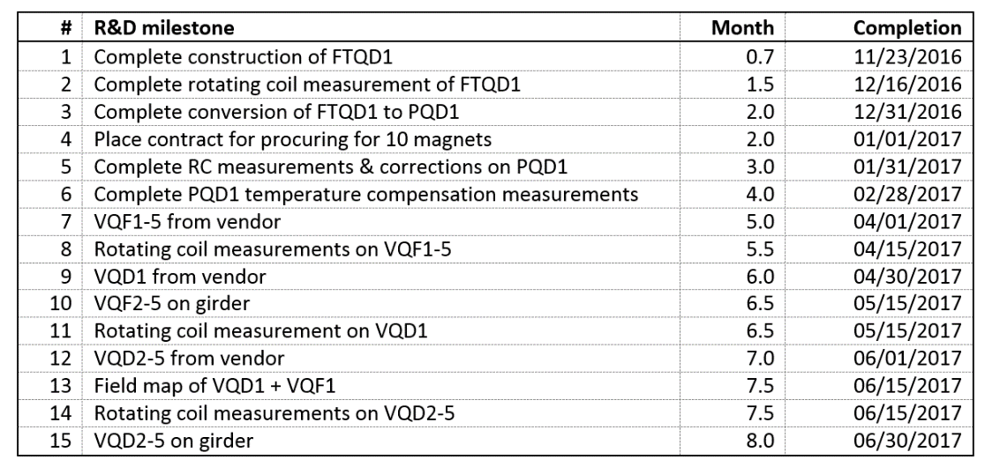 # R&D milestone Month Completion
1 Complete construction of FTQD1 0.7 11/23/2016
2 Complete rotating coil measurement of FTQD1 1.5 12/16/2016
3 Complete conversion of FTQD1 to PQD1 2.0 12/31/2016
4 Place contract for procuring for 10 magnets 2.0 01/01/2017
5 Complete RC measurements & corrections on PQD1 3.0 01/31/2017
6 Complete PQD1 temperature compensation measurements 4.0 02/28/2017
7 VQF1-5 from vendor 5.0 04/01/2017
8 Rotating coil measurements on VQF1-5 5.5 04/15/2017
9 VQD1 from vendor 6.0 04/30/2017
10 VQF2-5 on girder 6.5 05/15/2017
11 Rotating coil measurement on VQD1 6.5 05/15/2017
12 VQD2-5 from vendor 7.0 06/01/2017
13 Field map of VQD1 + VQF1 7.5 06/15/2017
14 Rotating coil measurements on VQD2-5 7.5 06/15/2017
15 VQD2-5 on girder 8.0 06/30/2017